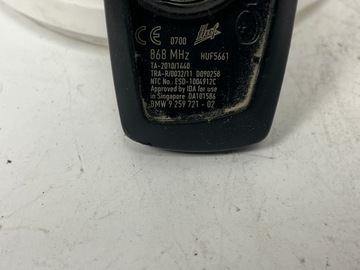 CE 0700 Huf
868 MHz HUF5661
TA-2010/1440
TRA-R/0032/11 D090258
NTC No.: ESD-1004912C
Approved by IDA for use
in Singapore DA101586
BMW 9 259 721 - 02